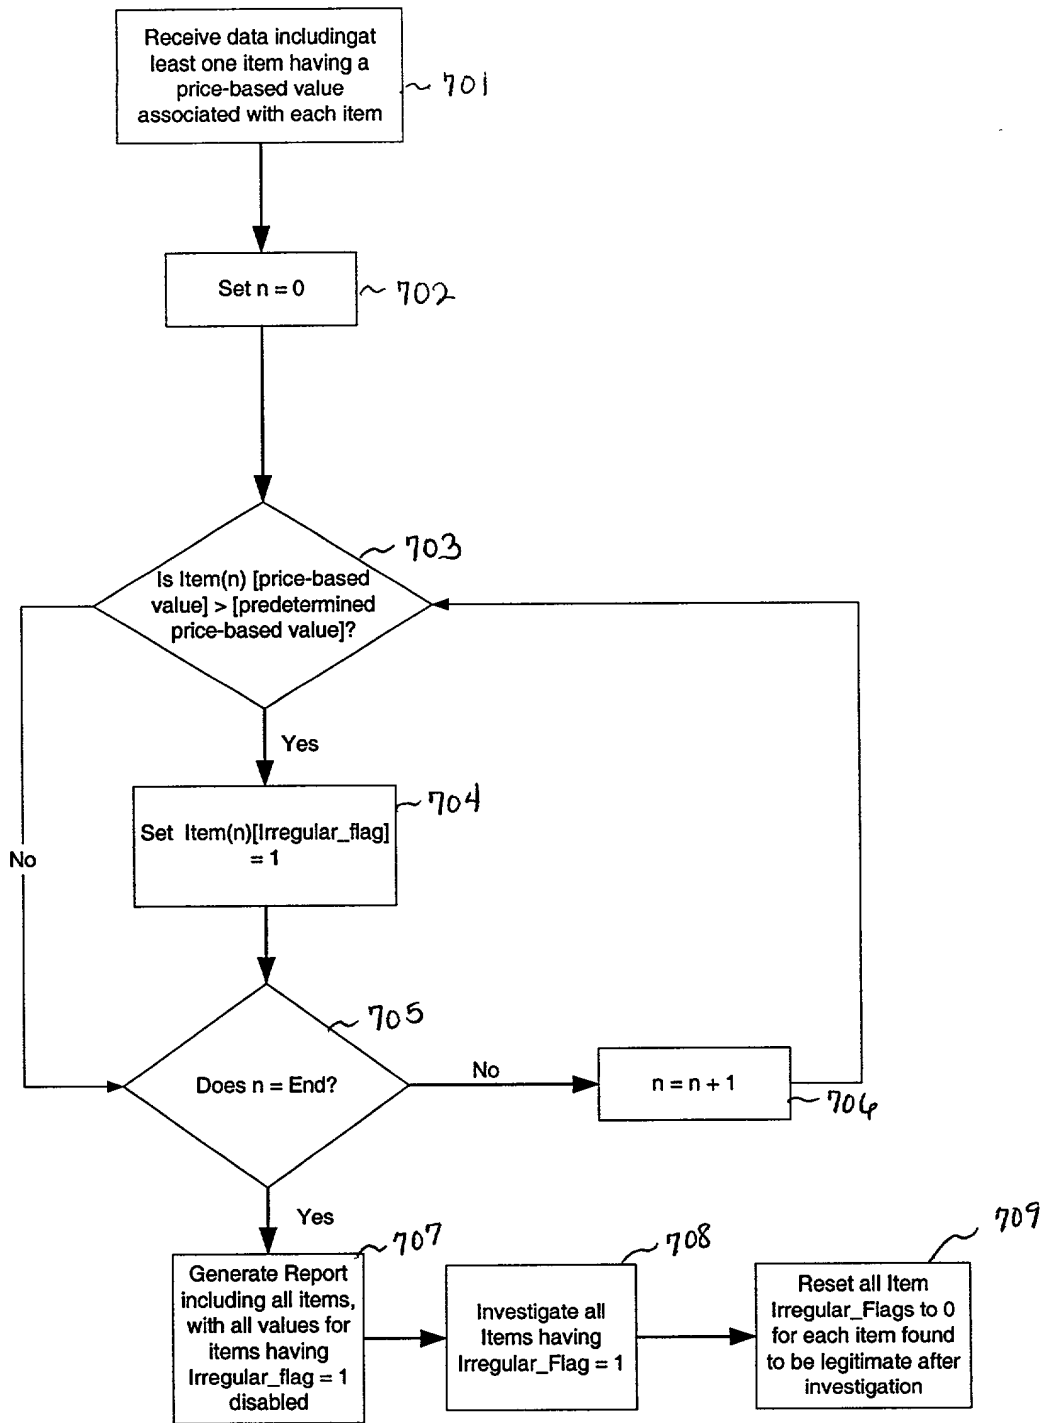 Receive data includingat
least one item having a
price-based value
associated with each item
701
Set n = 0
702
703
Is Item(n) [price-based
value] > [predetermined
price-based value]?
Yes
704
Set Item(n)[Irregular_flag]
= 1
No
705
Does n = End?
No
n = n + 1
706
Yes
707
Generate Report
including all items,
with all values for
items having
Irregular_flag = 1
disabled
708
Investigate all
Items having
Irregular_Flag = 1
709
Reset all Item
Irregular_Flags to 0
for each item found
to be legitimate after
investigation